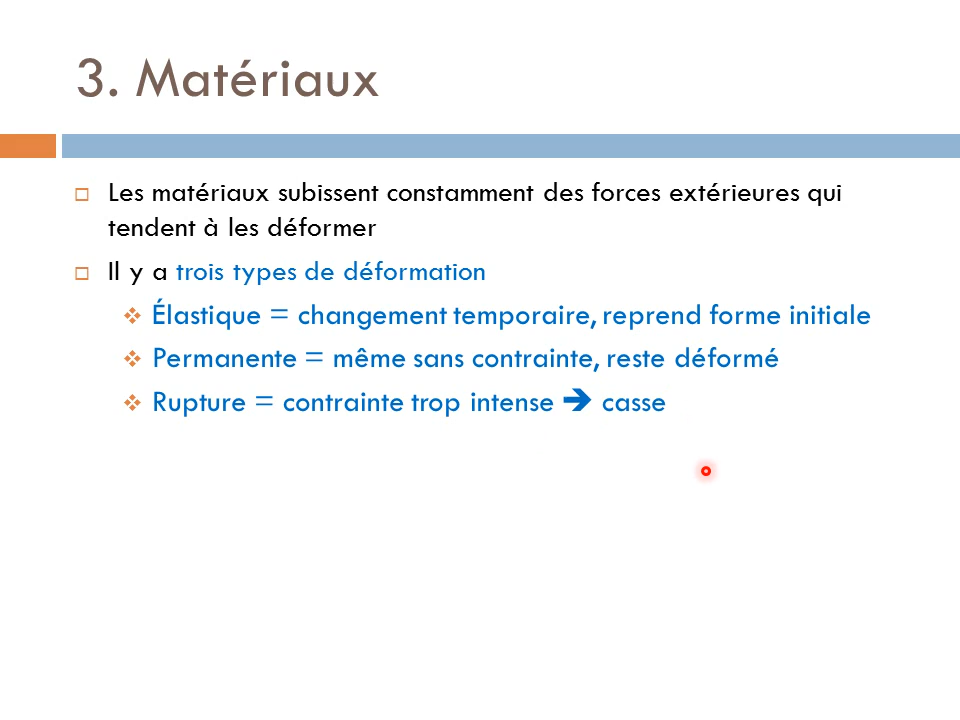 3. Matériaux
Les matériaux subissent constamment des forces extérieures qui
tendent à les déformer
Il y a trois types de déformation
Élastique = changement temporaire, reprend forme initiale
Permanente = même sans contrainte, reste déformé
Rupture = contrainte trop intense ➔ casse